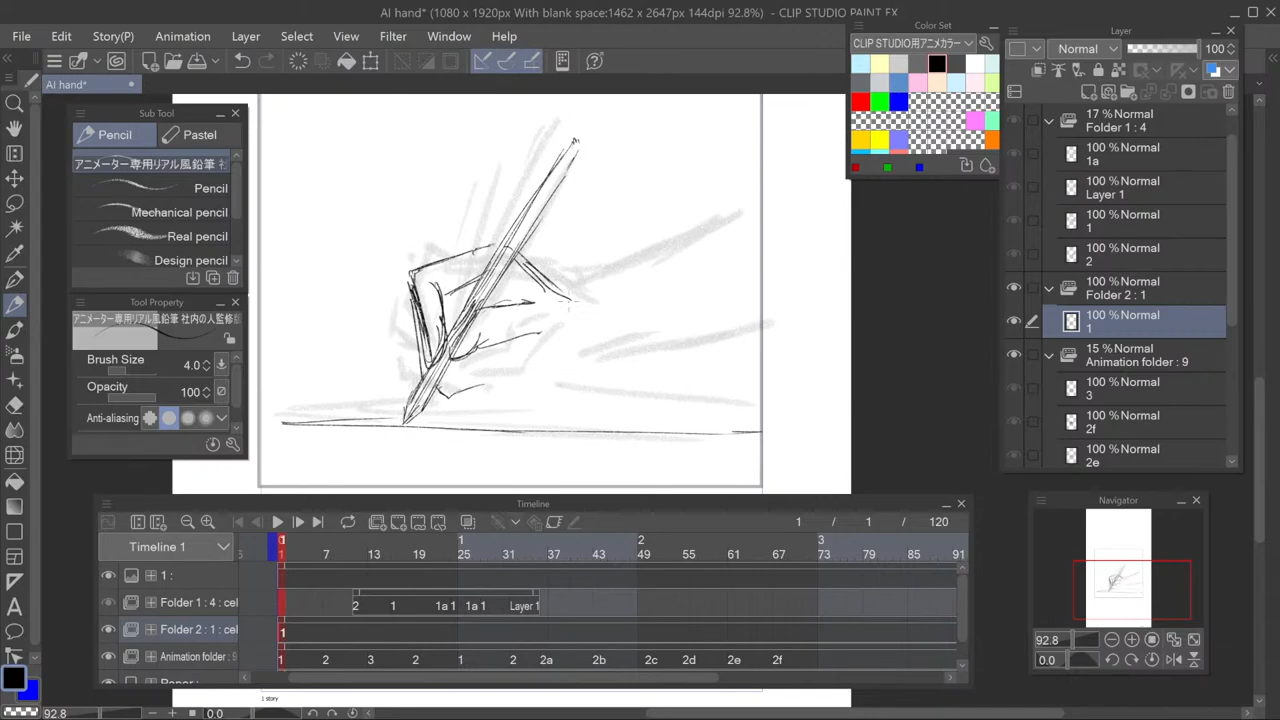 AI hand* (1080 x 1920px With blank space:1462 x 2647px 144dpi 92.8%) - CLIP STUDIO PAINT EX
File Edit Story(P) Animation Layer Select View Filter Window Help
AI hand*
Sub Tool
Pencil Pastel
アニメーター専用リアル風鉛筆 社
Pencil
Mechanical pencil
Real pencil
Design pencil
Tool Property
アニメーター専用リアル風鉛筆 社内の人監修
Brush Size 4.0
Opacity 100
Anti-aliasing
Color Set
CLIP STUDIO用アニメカラー
Layer
Normal 100
17 % Normal
Folder 1 : 4
100 % Normal
1a
100 % Normal
Layer 1
100 % Normal
1
100 % Normal
2
100 % Normal
Folder 2 : 1
100 % Normal
1
15 % Normal
Animation folder : 9
100 % Normal
3
100 % Normal
2f
100 % Normal
2e
Timeline
1 / 1 / 120
Timeline 1
1 2 3
6 1 7 13 19 25 31 37 43 49 55 61 67 73 79 85 91
1 :
Folder 1 : 4 : cel 2 1 1a 1 1a 1 Layer 1
Folder 2 : 1 : cel 1
Animation folder : 9 1 2 3 2 1 2 2a 2b 2c 2d 2e 2f
Navigator
92.8
0.0
1 story
92.8 0.0